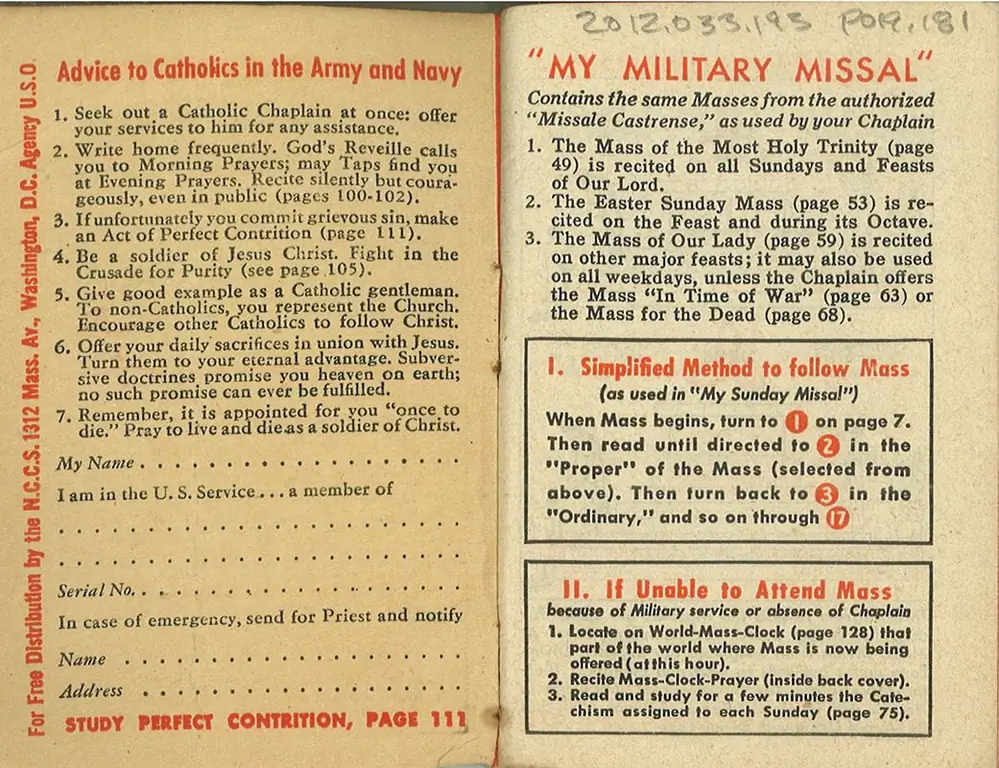 For Free Distribution by the N.C.C.S. 1312 Mass. Av., Washington, D.C. Agency U.S.O.
Advice to Catholics in the Army and Navy
1. Seek out a Catholic Chaplain at once: offer
your services to him for any assistance.
2. Write home frequently. God's Reveille calls
you to Morning Prayers; may Taps find you
at Evening Prayers. Recite silently but coura-
geously, even in public (pages 100-102).
3. If unfortunately you commit grievous sin, make
an Act of Perfect Contrition (page 111).
4. Be a soldier of Jesus Christ. Fight in the
Crusade for Purity (see page 105).
5. Give good example as a Catholic gentleman.
To non-Catholics, you represent the Church.
Encourage other Catholics to follow Christ.
6. Offer your daily sacrifices in union with Jesus.
Turn them to your eternal advantage. Subver-
sive doctrines promise you heaven on earth;
no such promise can ever be fulfilled.
7. Remember, it is appointed for you "once to
die." Pray to live and die as a soldier of Christ.
My Name . . . . . . . . . . . . . . . . . .
I am in the U. S. Service . . . a member of
. . . . . . . . . . . . . . . . . . . . . . .
. . . . . . . . . . . . . . . . . . . . . . .
Serial No. . . . . . . . . . . . . . . . . . .
In case of emergency, send for Priest and notify
Name . . . . . . . . . . . . . . . . . . .
Address . . . . . . . . . . . . . . . . . .
STUDY PERFECT CONTRITION, PAGE 111
2012.033.193 P019.181
"MY MILITARY MISSAL"
Contains the same Masses from the authorized
"Missale Castrense," as used by your Chaplain
1. The Mass of the Most Holy Trinity (page
49) is recited on all Sundays and Feasts
of Our Lord.
2. The Easter Sunday Mass (page 53) is re-
cited on the Feast and during its Octave.
3. The Mass of Our Lady (page 59) is recited
on other major feasts; it may also be used
on all weekdays, unless the Chaplain offers
the Mass "In Time of War" (page 63) or
the Mass for the Dead (page 68).
I. Simplified Method to follow Mass
(as used in "My Sunday Missal")
When Mass begins, turn to 1 on page 7.
Then read until directed to 2 in the
"Proper" of the Mass (selected from
above). Then turn back to 3 in the
"Ordinary," and so on through 17
II. If Unable to Attend Mass
because of Military service or absence of Chaplain
1. Locate on World-Mass-Clock (page 128) that
part of the world where Mass is now being
offered (at this hour).
2. Recite Mass-Clock-Prayer (inside back cover).
3. Read and study for a few minutes the Cate-
chism assigned to each Sunday (page 75).